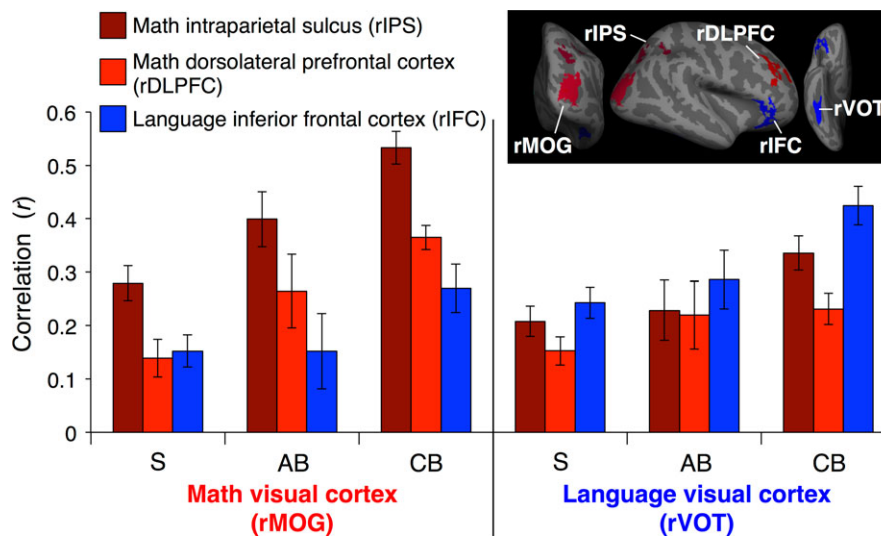 Math intraparietal sulcus (rIPS)
Math dorsolateral prefrontal cortex
(rDLPFC)
Language inferior frontal cortex (rIFC)
rIPS
rDLPFC
rMOG
rIFC
rVOT
Correlation (r)
0.6
0.5
0.4
0.3
0.2
0.1
0
S
AB
CB
Math visual cortex
(rMOG)
S
AB
CB
Language visual cortex
(rVOT)